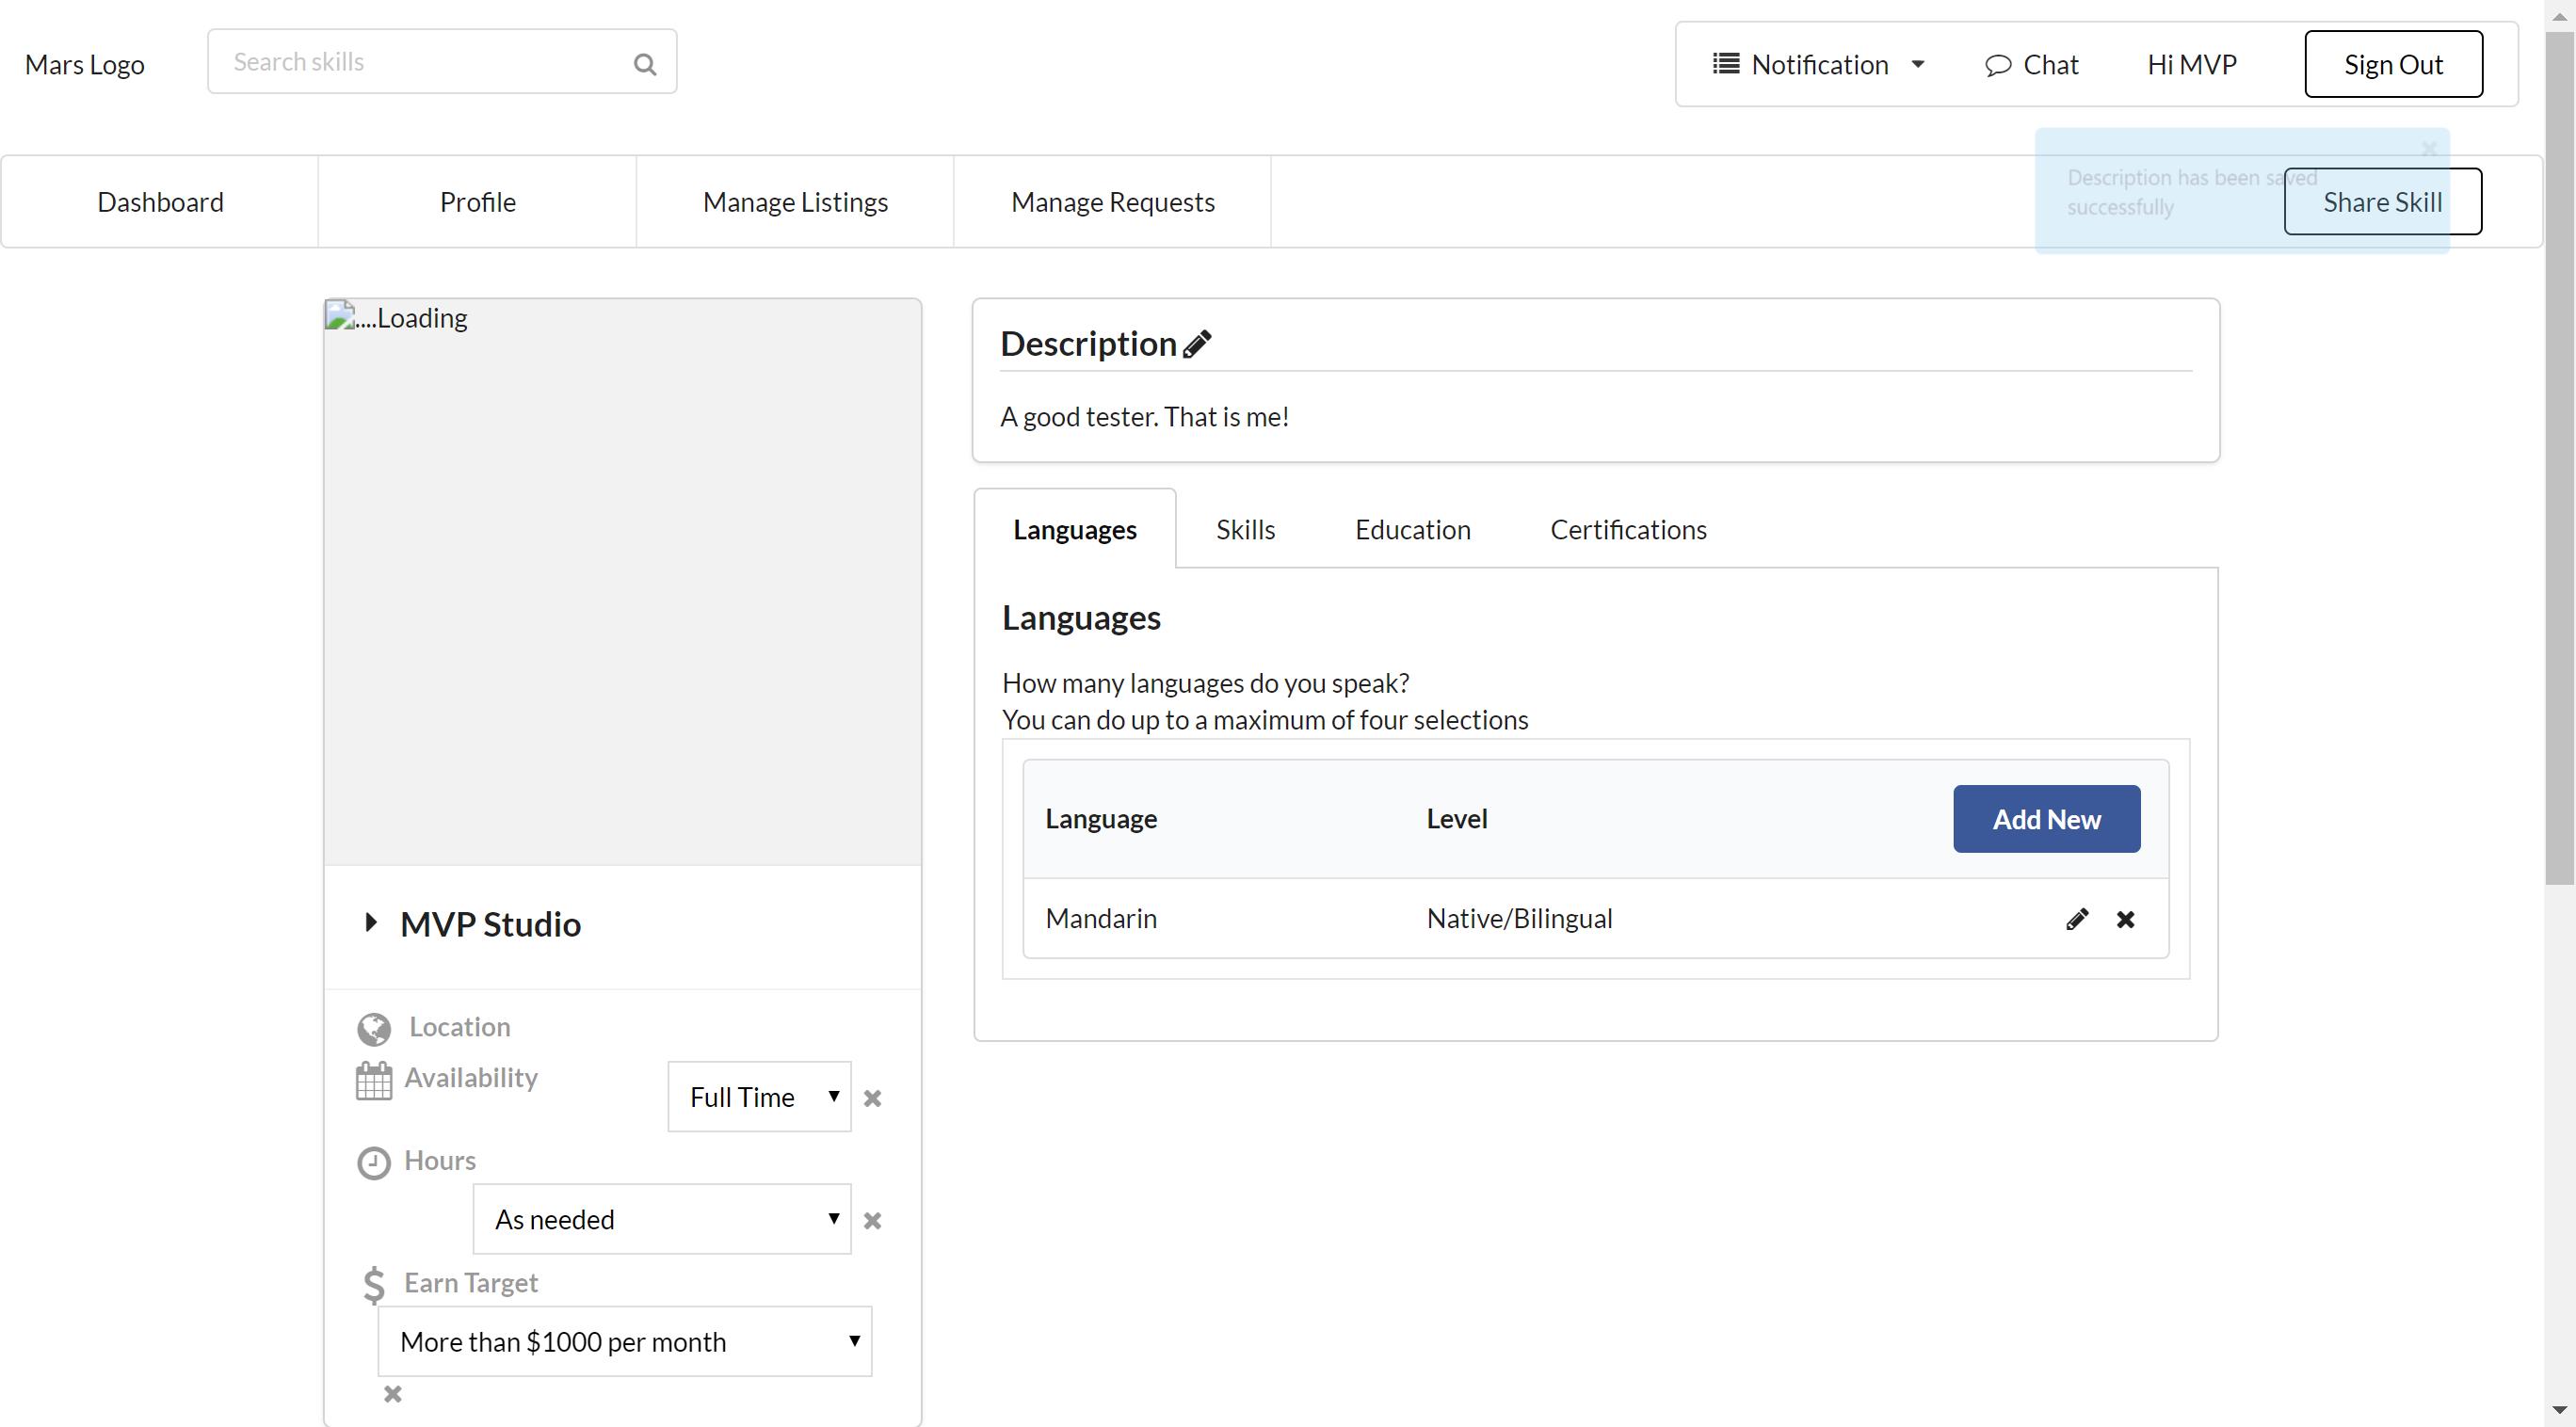 Mars Logo
Search skills
Notification
Chat
Hi MVP
Sign Out
Dashboard
Profile
Manage Listings
Manage Requests
Description has been saved
successfully
Share Skill
....Loading
MVP Studio
Location
Availability
Full Time
Hours
As needed
Earn Target
More than $1000 per month
Description
A good tester. That is me!
Languages
Skills
Education
Certifications
Languages
How many languages do you speak?
You can do up to a maximum of four selections
Language
Level
Add New
Mandarin
Native/Bilingual